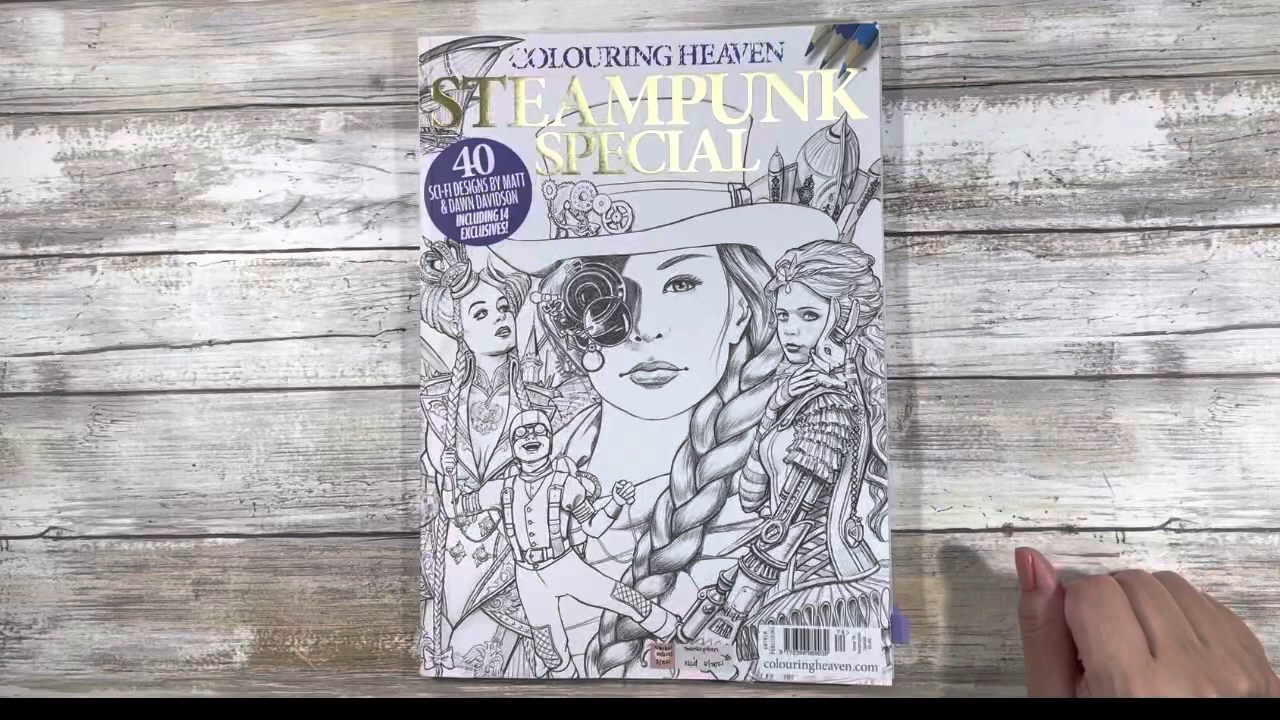 COLOURING HEAVEN
STEAMPUNK
SPECIAL
40
SCI-FI DESIGNS BY MATT
& DAWN DAVIDSON
INCLUDING 14
EXCLUSIVES!
colouringheaven.com